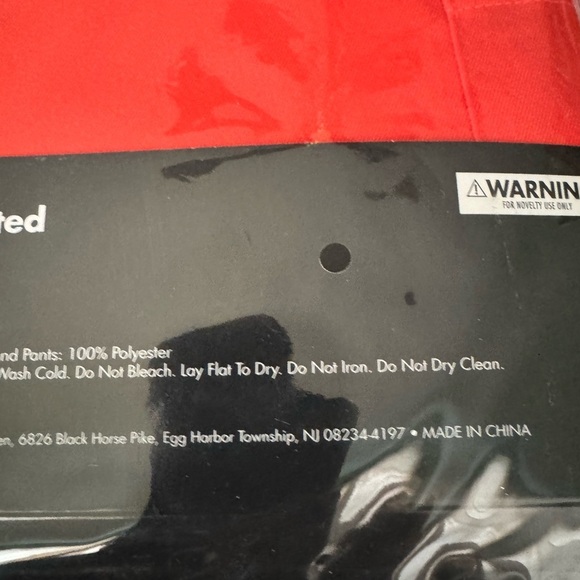 ⚠WARNIN
FOR NOVELTY USE ONLY
ted
nd Pants: 100% Polyester
Wash Cold. Do Not Bleach. Lay Flat To Dry. Do Not Iron. Do Not Dry Clean.
en, 6826 Black Horse Pike, Egg Harbor Township, NJ 08234-4197 • MADE IN CHINA